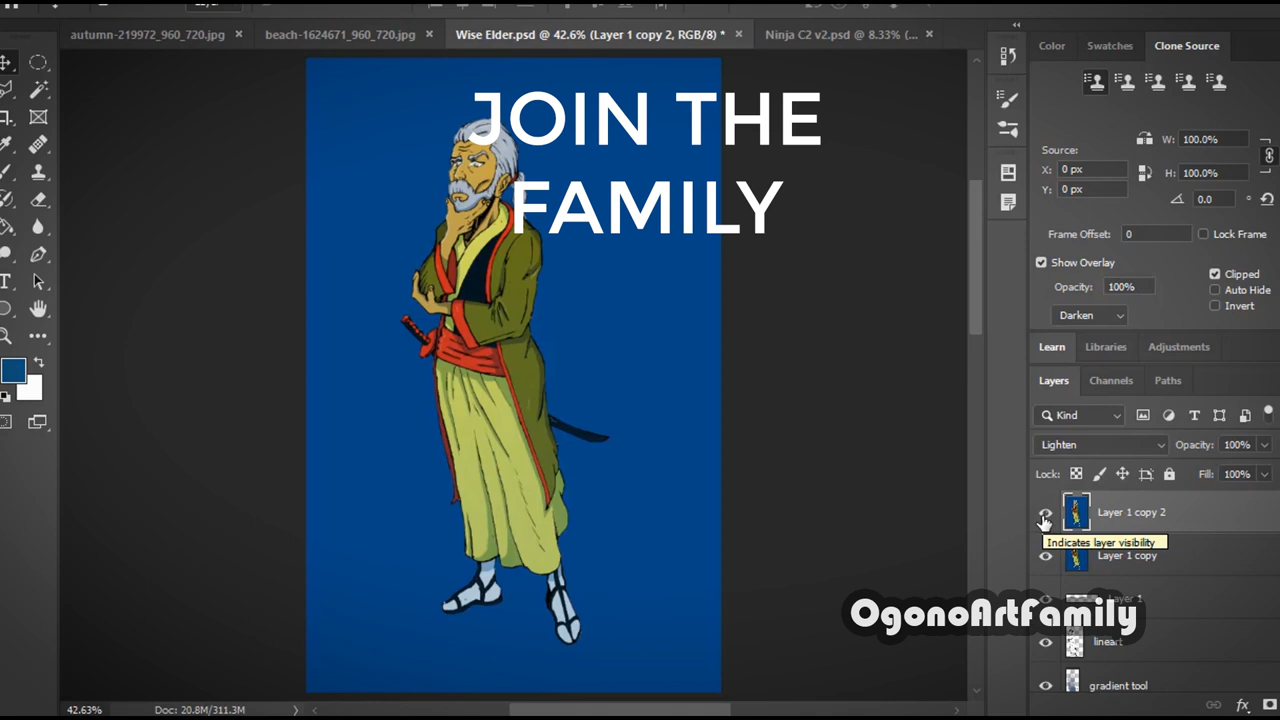 autumn-219972_960_720.jpg × beach-1624671_960_720.jpg × Wise Elder.psd @ 42.6% (Layer 1 copy 2, RGB/8) * × Ninja C2 v2.psd @ 8.33% (... ×
Color Swatches Clone Source
JOIN THE
FAMILY
W: 100.0%
Source:
X: 0 px
H: 100.0%
Y: 0 px
0.0 °
Frame Offset: 0 Lock Frame
Show Overlay
Clipped
Opacity: 100%
Auto Hide
Invert
Darken
Learn Libraries Adjustments
Layers Channels Paths
Kind
Lighten Opacity: 100%
Lock: Fill: 100%
Layer 1 copy 2
Indicates layer visibility
Layer 1 copy
Layer 1
OgonoArtFamily
lineart
gradient tool
42.63% Doc: 20.8M/311.3M
fx